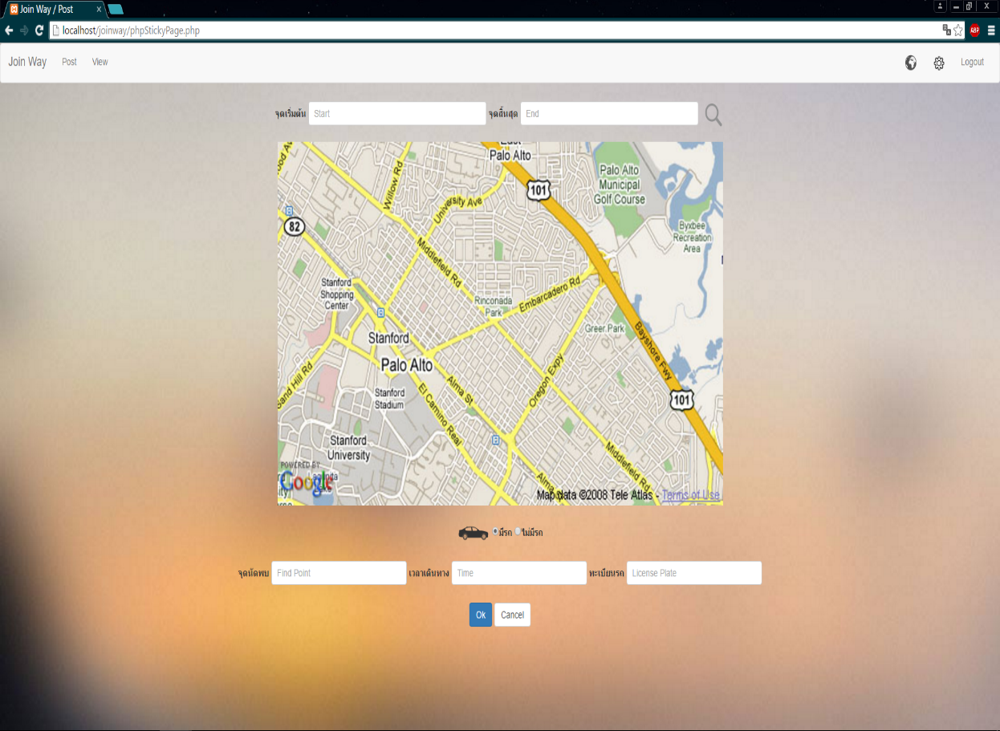 Join Way / Post
localhost/joinway/phpStickyPage.php
ABP
Join Way Post View Logout
จุดเริ่มต้น Start จุดสิ้นสุด End
East
Palo Alto
101
Palo Alto
Municipal
Golf Course
Willow Rd
University Ave
82
Byxbee
Recreation
Area
Middlefield Rd
Stanford
Shopping
Center
Rinconada
Park
Embarcadero Rd
Greer Park
Bayshore Fwy
Stanford
Palo Alto
Sand Hill Rd
Stanford
Stadium
Alma St
El Camino Real
Oregon Expy
101
Stanford
University
Middlefield Rd
POWERED BY
Google
Alma
Map data ©2008 Tele Atlas - Terms of Use
มีรถ ไม่มีรถ
จุดนัดพบ Find Point เวลาเดินทาง Time ทะเบียนรถ License Plate
Ok Cancel